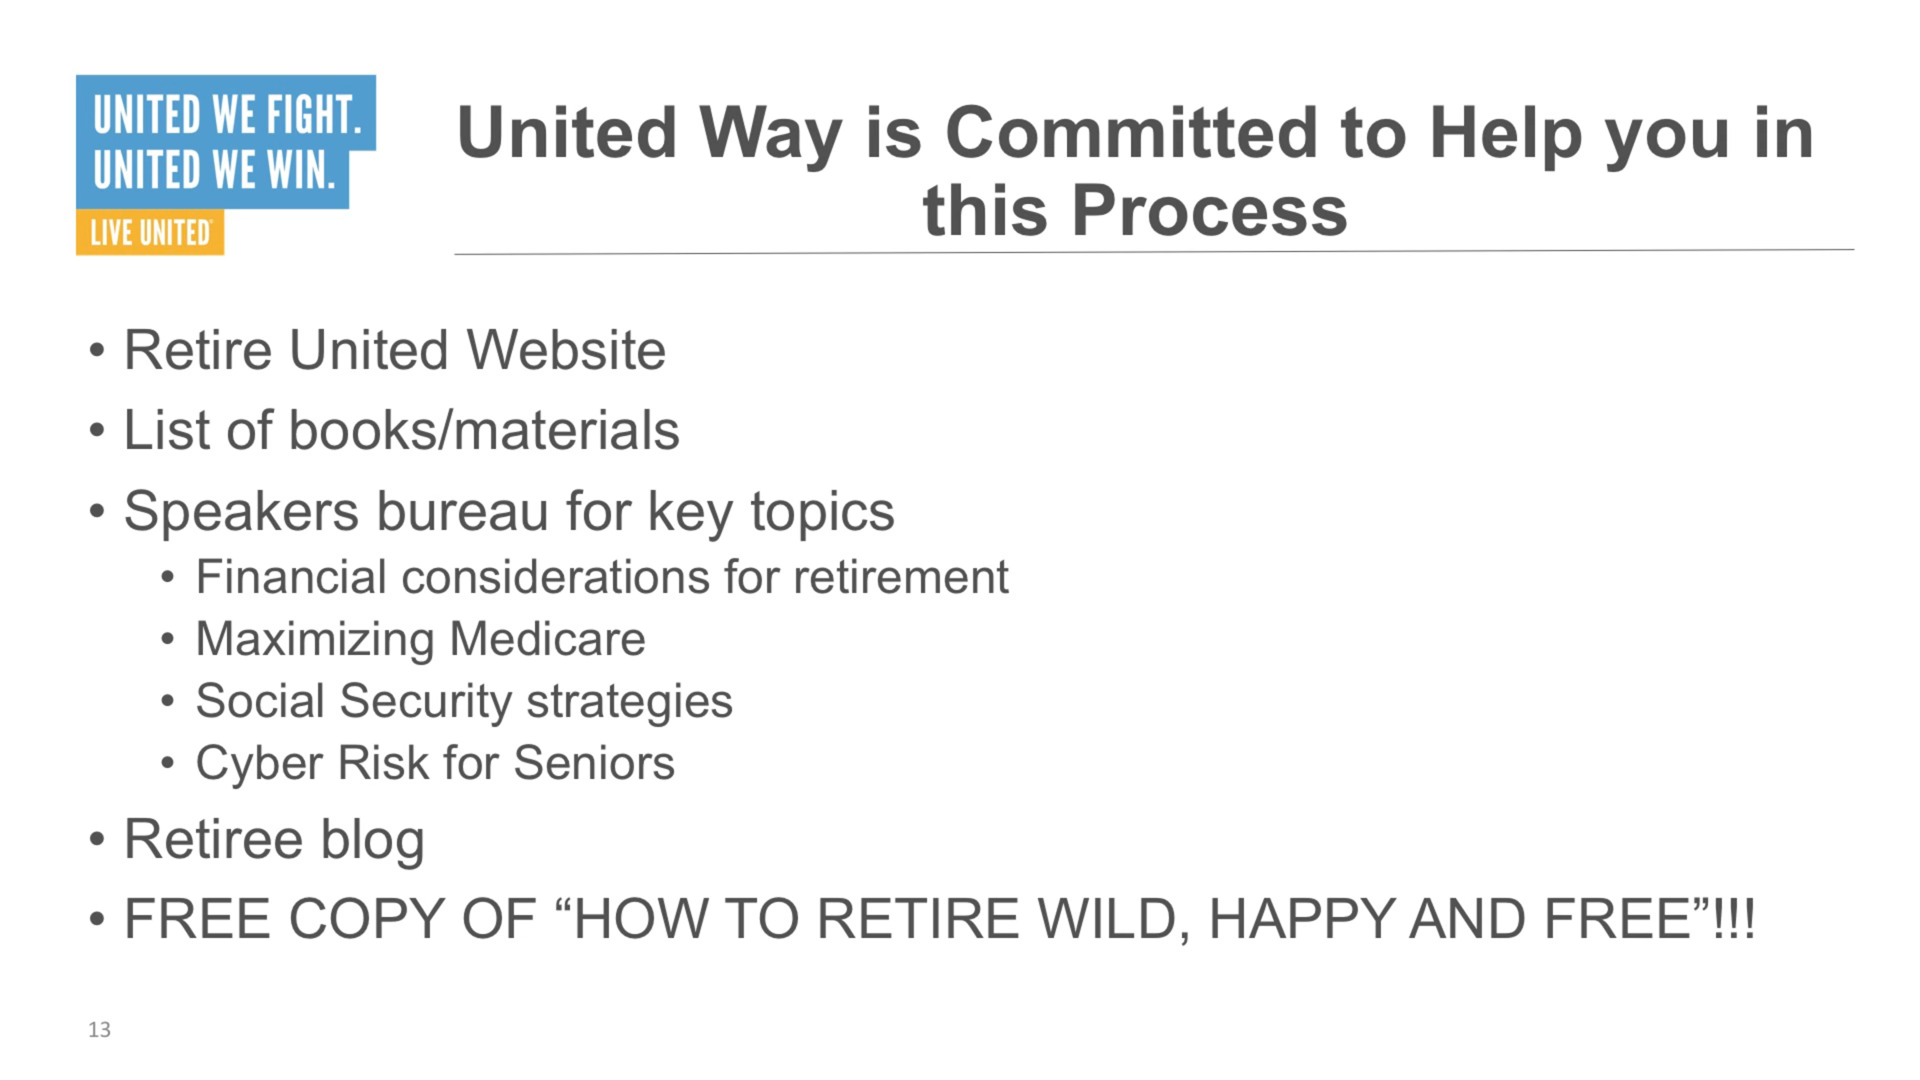 UNITED WE FIGHT.
UNITED WE WIN.
LIVE UNITED
United Way is Committed to Help you in
this Process
• Retire United Website
• List of books/materials
• Speakers bureau for key topics
• Financial considerations for retirement
• Maximizing Medicare
• Social Security strategies
• Cyber Risk for Seniors
• Retiree blog
• FREE COPY OF “HOW TO RETIRE WILD, HAPPY AND FREE”!!!
13